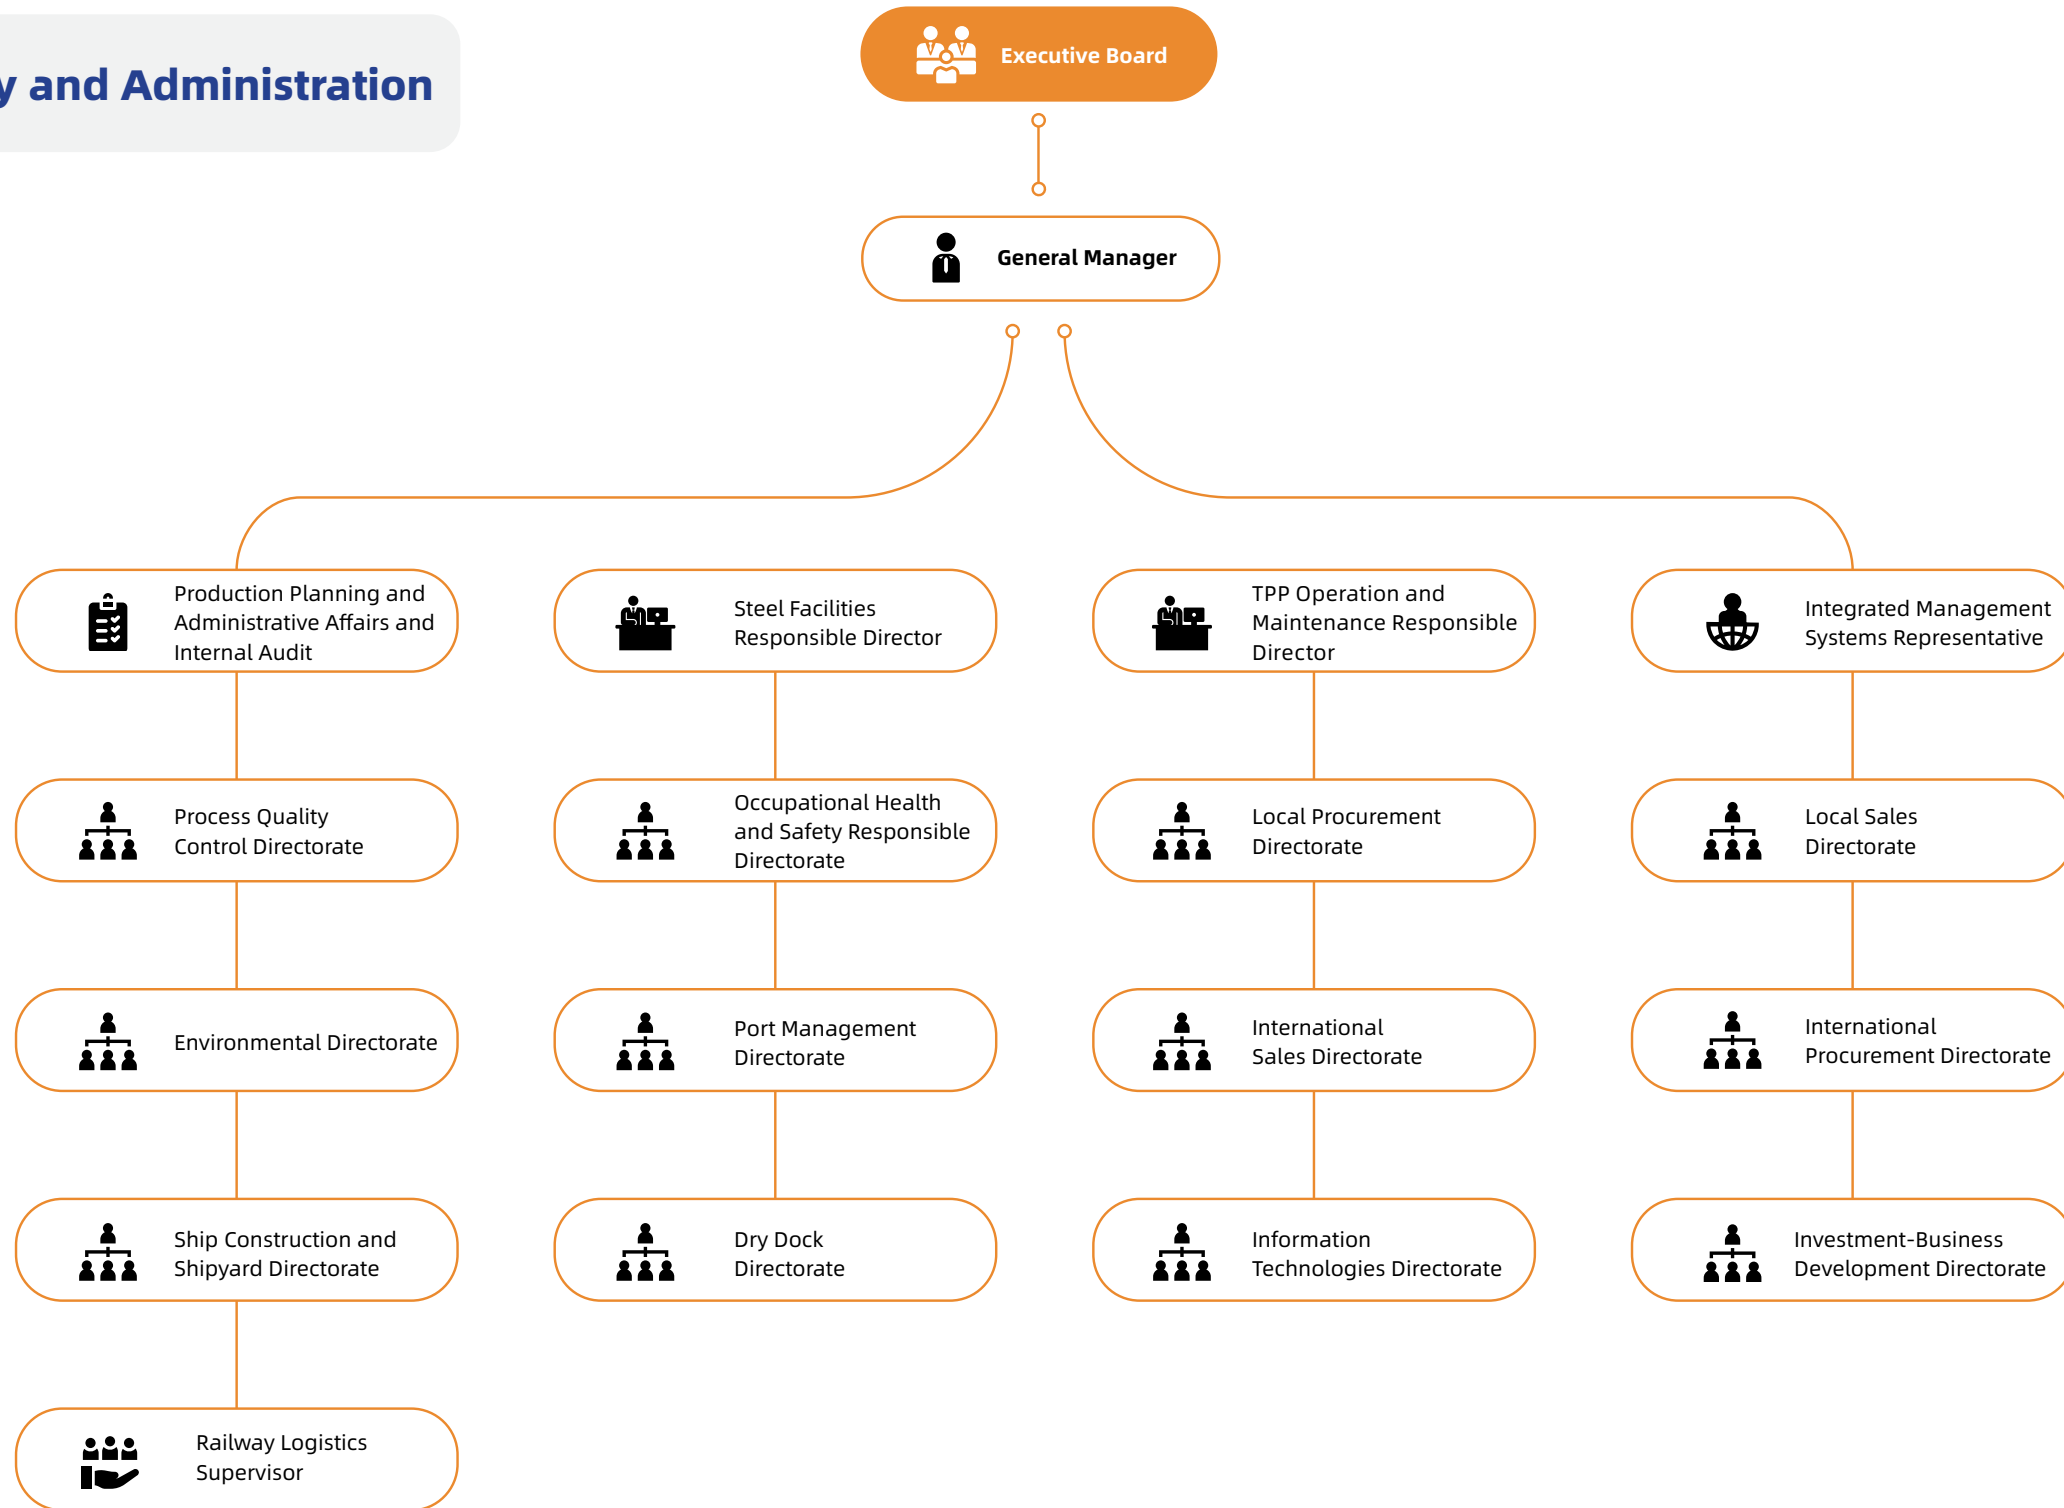 y and Administration
Executive Board
General Manager
Production Planning and
Administrative Affairs and
Internal Audit
Steel Facilities
Responsible Director
TPP Operation and
Maintenance Responsible
Director
Integrated Management
Systems Representative
Process Quality
Control Directorate
Occupational Health
and Safety Responsible
Directorate
Local Procurement
Directorate
Local Sales
Directorate
Environmental Directorate
Port Management
Directorate
International
Sales Directorate
International
Procurement Directorate
Ship Construction and
Shipyard Directorate
Dry Dock
Directorate
Information
Technologies Directorate
Investment-Business
Development Directorate
Railway Logistics
Supervisor